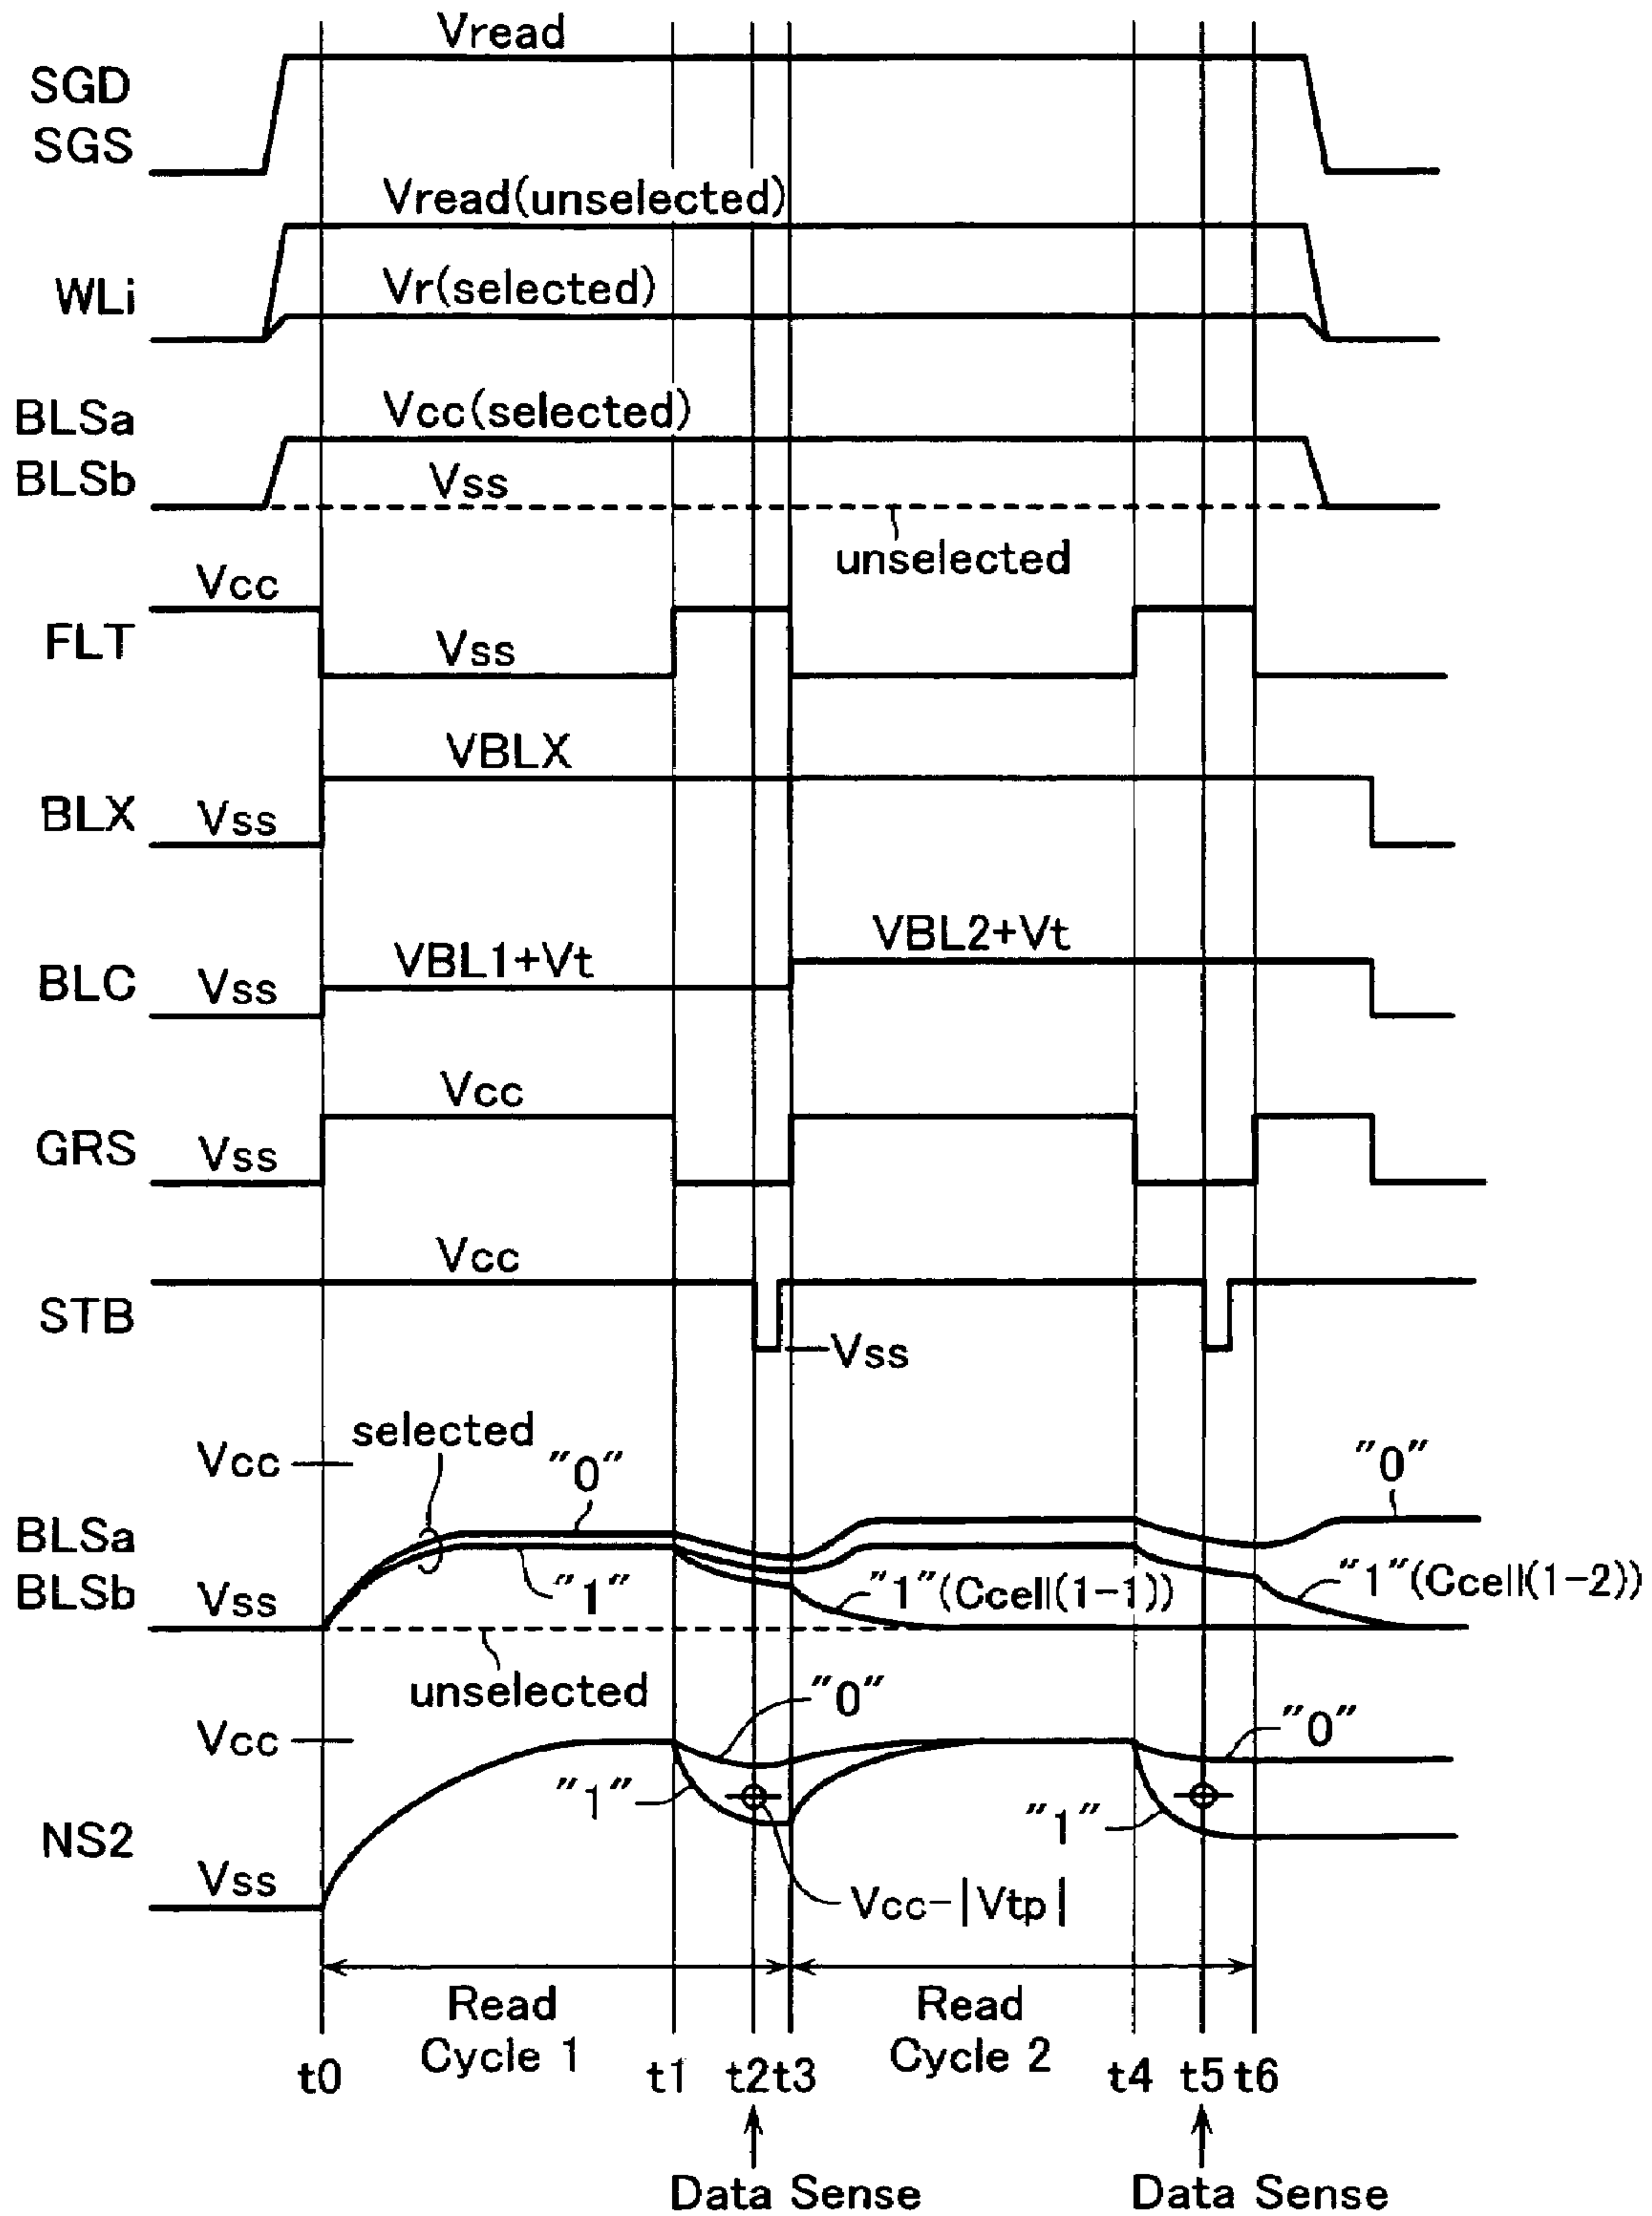 Vread
SGD
SGS
Vread(unselected)
WLi
Vr(selected)
BLSa
Vcc(selected)
BLSb
Vss
unselected
Vcc
FLT
Vss
VBLX
BLX
Vss
VBL2+Vt
VBL1+Vt
BLC
Vss
Vcc
GRS
Vss
Vcc
STB
Vss
selected
Vcc
"0"
"0"
BLSa
BLSb
Vss
"1"
"1"(Ccell(1-1))
"1"(Ccell(1-2))
unselected
"0"
Vcc
"0"
"1"
"1"
NS2
Vss
Vcc-|Vtp|
Read
Cycle 1
Read
Cycle 2
t0 t1 t2 t3 t4 t5 t6
Data Sense
Data Sense